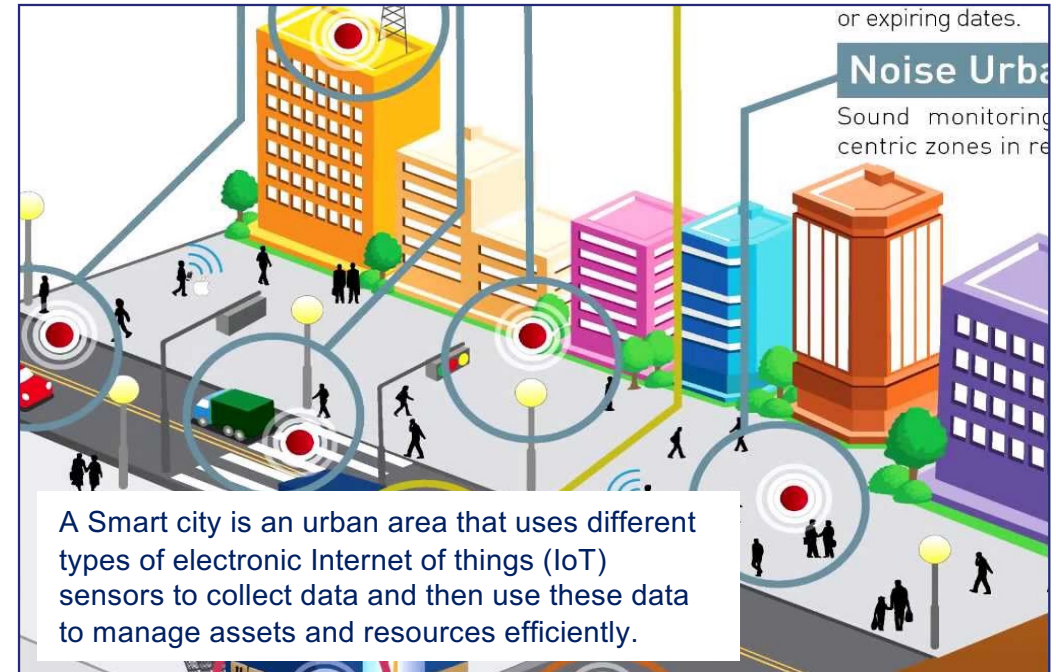 or expiring dates.
Noise Urba
Sound monitoring
centric zones in re
A Smart city is an urban area that uses different
types of electronic Internet of things (IoT)
sensors to collect data and then use these data
to manage assets and resources efficiently.